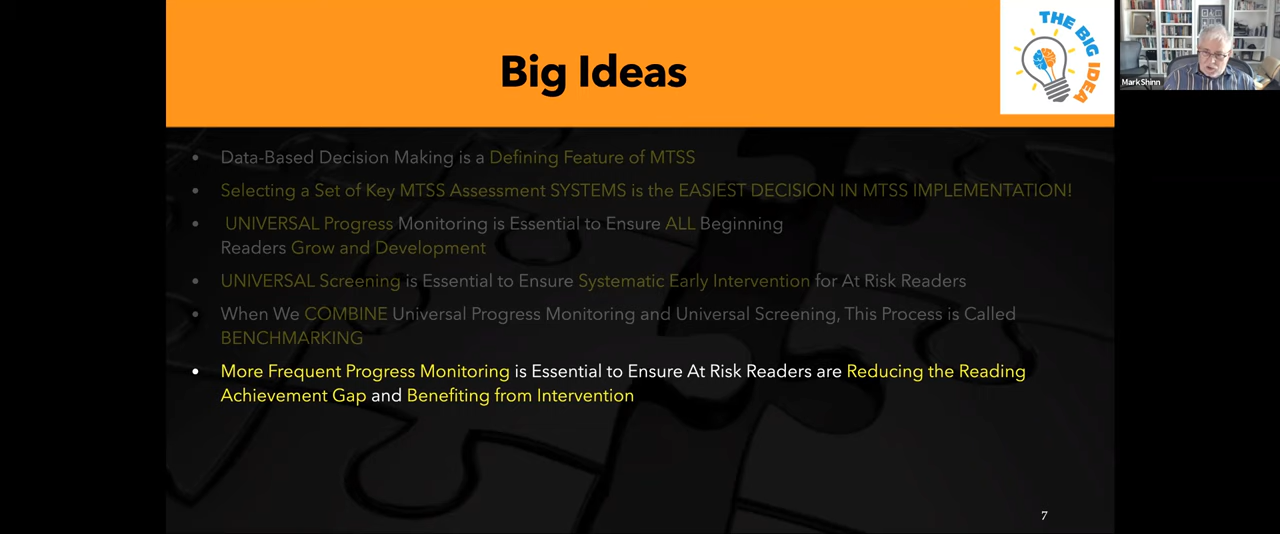 Big Ideas
THE BIG IDEA
Mark Shinn
• Data-Based Decision Making is a Defining Feature of MTSS
• Selecting a Set of Key MTSS Assessment SYSTEMS is the EASIEST DECISION IN MTSS IMPLEMENTATION!
• UNIVERSAL Progress Monitoring is Essential to Ensure ALL Beginning
Readers Grow and Development
• UNIVERSAL Screening is Essential to Ensure Systematic Early Intervention for At Risk Readers
• When We COMBINE Universal Progress Monitoring and Universal Screening, This Process is Called
BENCHMARKING
• More Frequent Progress Monitoring is Essential to Ensure At Risk Readers are Reducing the Reading
Achievement Gap and Benefiting from Intervention
7